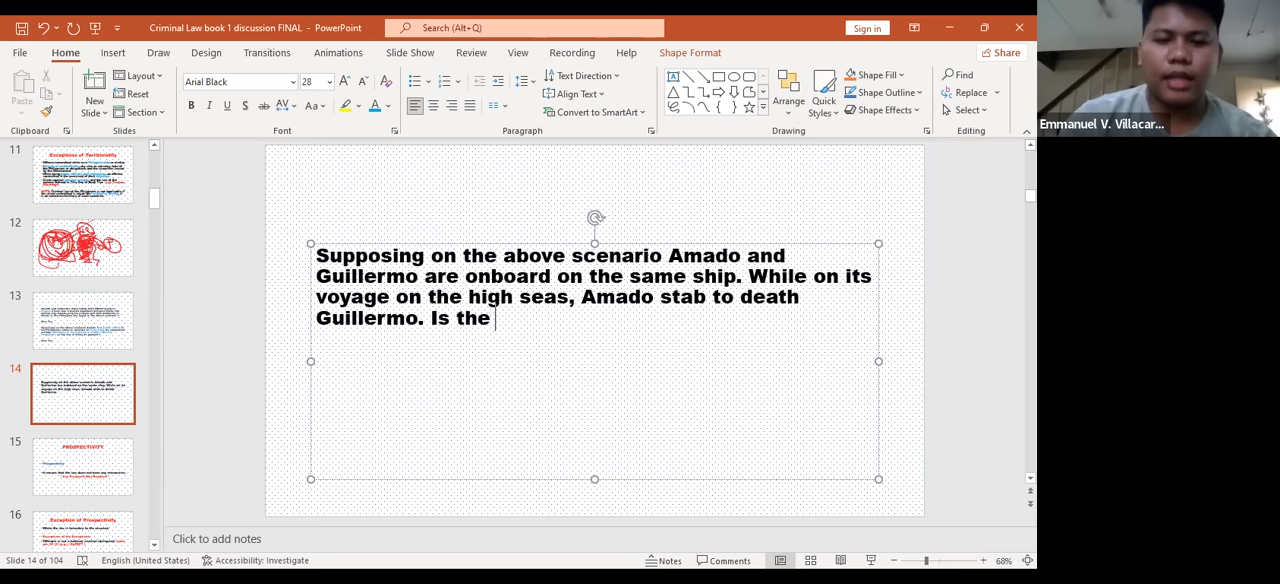 Criminal Law book 1 discussion FINAL - PowerPoint
Search (Alt+Q)
Sign in
File Home Insert Draw Design Transitions Animations Slide Show Review View Recording Help Shape Format Share
Paste
New Slide
Layout
Reset
Section
Arial Black 28
B I U S ab AV Aa A
Text Direction
Align Text
Convert to SmartArt
Arrange
Quick Styles
Shape Fill
Shape Outline
Shape Effects
Find
Replace
Select
Clipboard Slides Font Paragraph Drawing Editing
Emmanuel V. Villacar...
11
Exceptions of Territoriality
12
13
14
15
PROSPECTIVITY
16
Exception of Prospectivity
Supposing on the above scenario Amado and
Guillermo are onboard on the same ship. While on its
voyage on the high seas, Amado stab to death
Guillermo. Is the
Click to add notes
Slide 14 of 104 English (United States) Accessibility: Investigate Notes Comments 68%